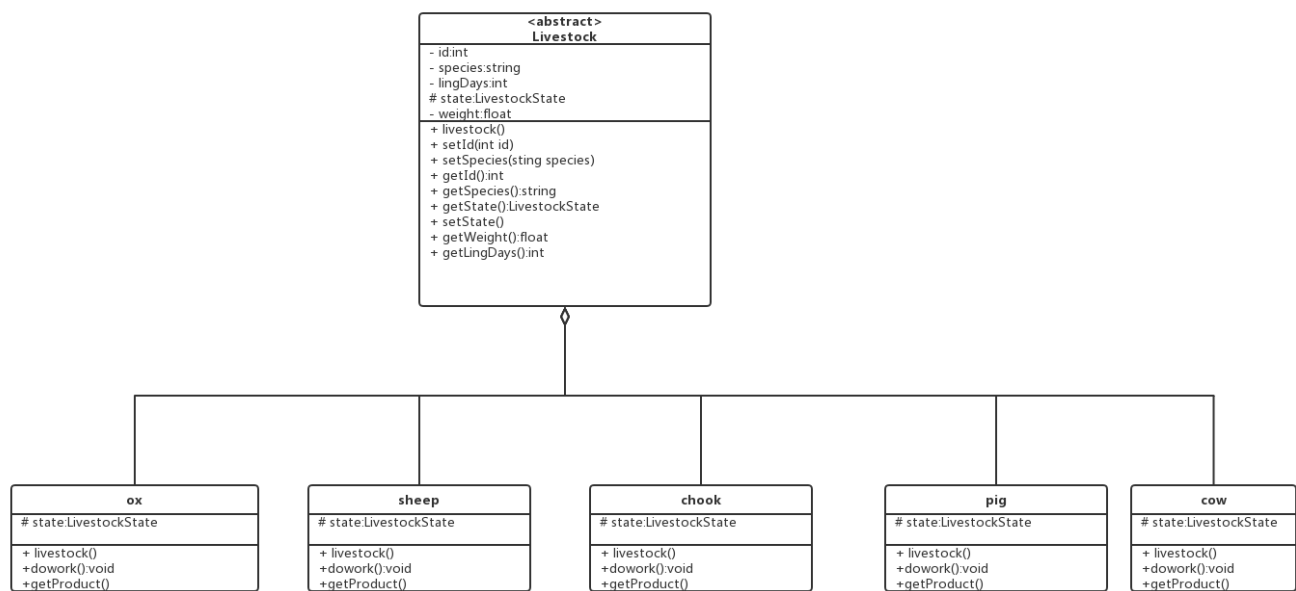 <abstract>
Livestock
- id:int
- species:string
- lingDays:int
# state:LivestockState
- weight:float
+ livestock()
+ setId(int id)
+ setSpecies(sting species)
+ getId():int
+ getSpecies():string
+ getState():LivestockState
+ setState()
+ getWeight():float
+ getLingDays():int
ox
# state:LivestockState
+ livestock()
+dowork():void
+getProduct()
sheep
# state:LivestockState
+ livestock()
+dowork():void
+getProduct()
chook
# state:LivestockState
+ livestock()
+dowork():void
+getProduct()
pig
# state:LivestockState
+ livestock()
+dowork():void
+getProduct()
cow
# state:LivestockState
+ livestock()
+dowork():void
+getProduct()